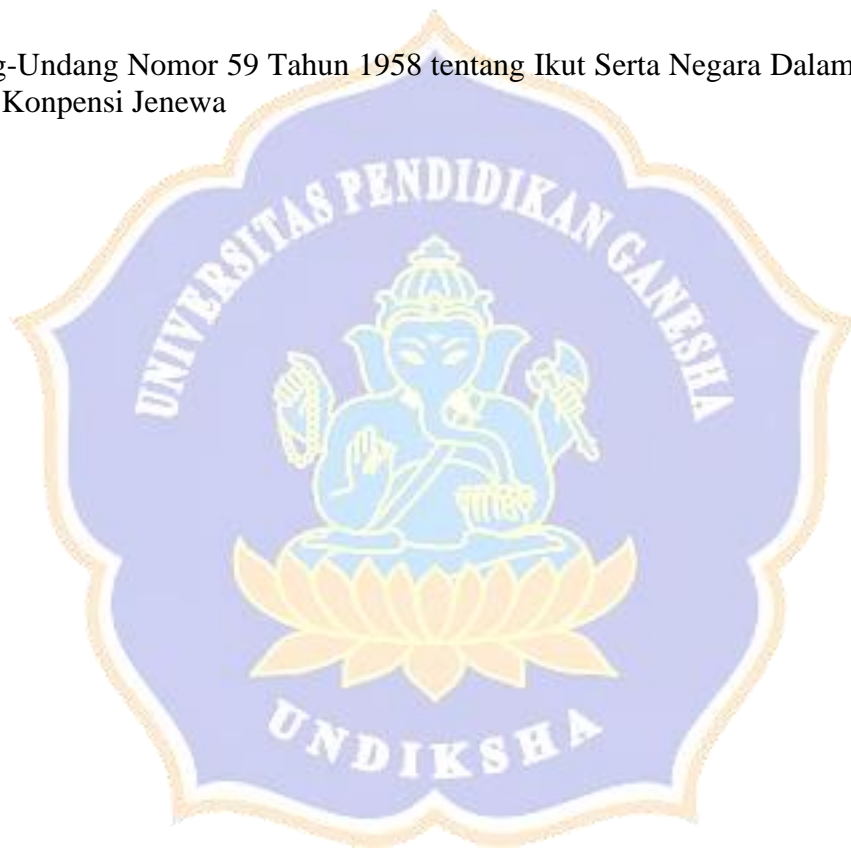 g-Undang Nomor 59 Tahun 1958 tentang Ikut Serta Negara Dalam
Konpensi Jenewa
UNIVERSITAS PENDIDIKAN GANESHA
UNDIKSHA